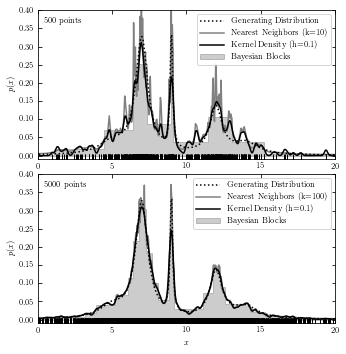 0.40
0.35
0.30
0.25
0.20
0.15
0.10
0.05
0.00
p(x)
500 points
Generating Distribution
Nearest Neighbors (k=10)
Kernel Density (h=0.1)
Bayesian Blocks
0 5 10 15 20
0.40
0.35
0.30
0.25
0.20
0.15
0.10
0.05
0.00
p(x)
5000 points
Generating Distribution
Nearest Neighbors (k=100)
Kernel Density (h=0.1)
Bayesian Blocks
0 5 10 15 20
x